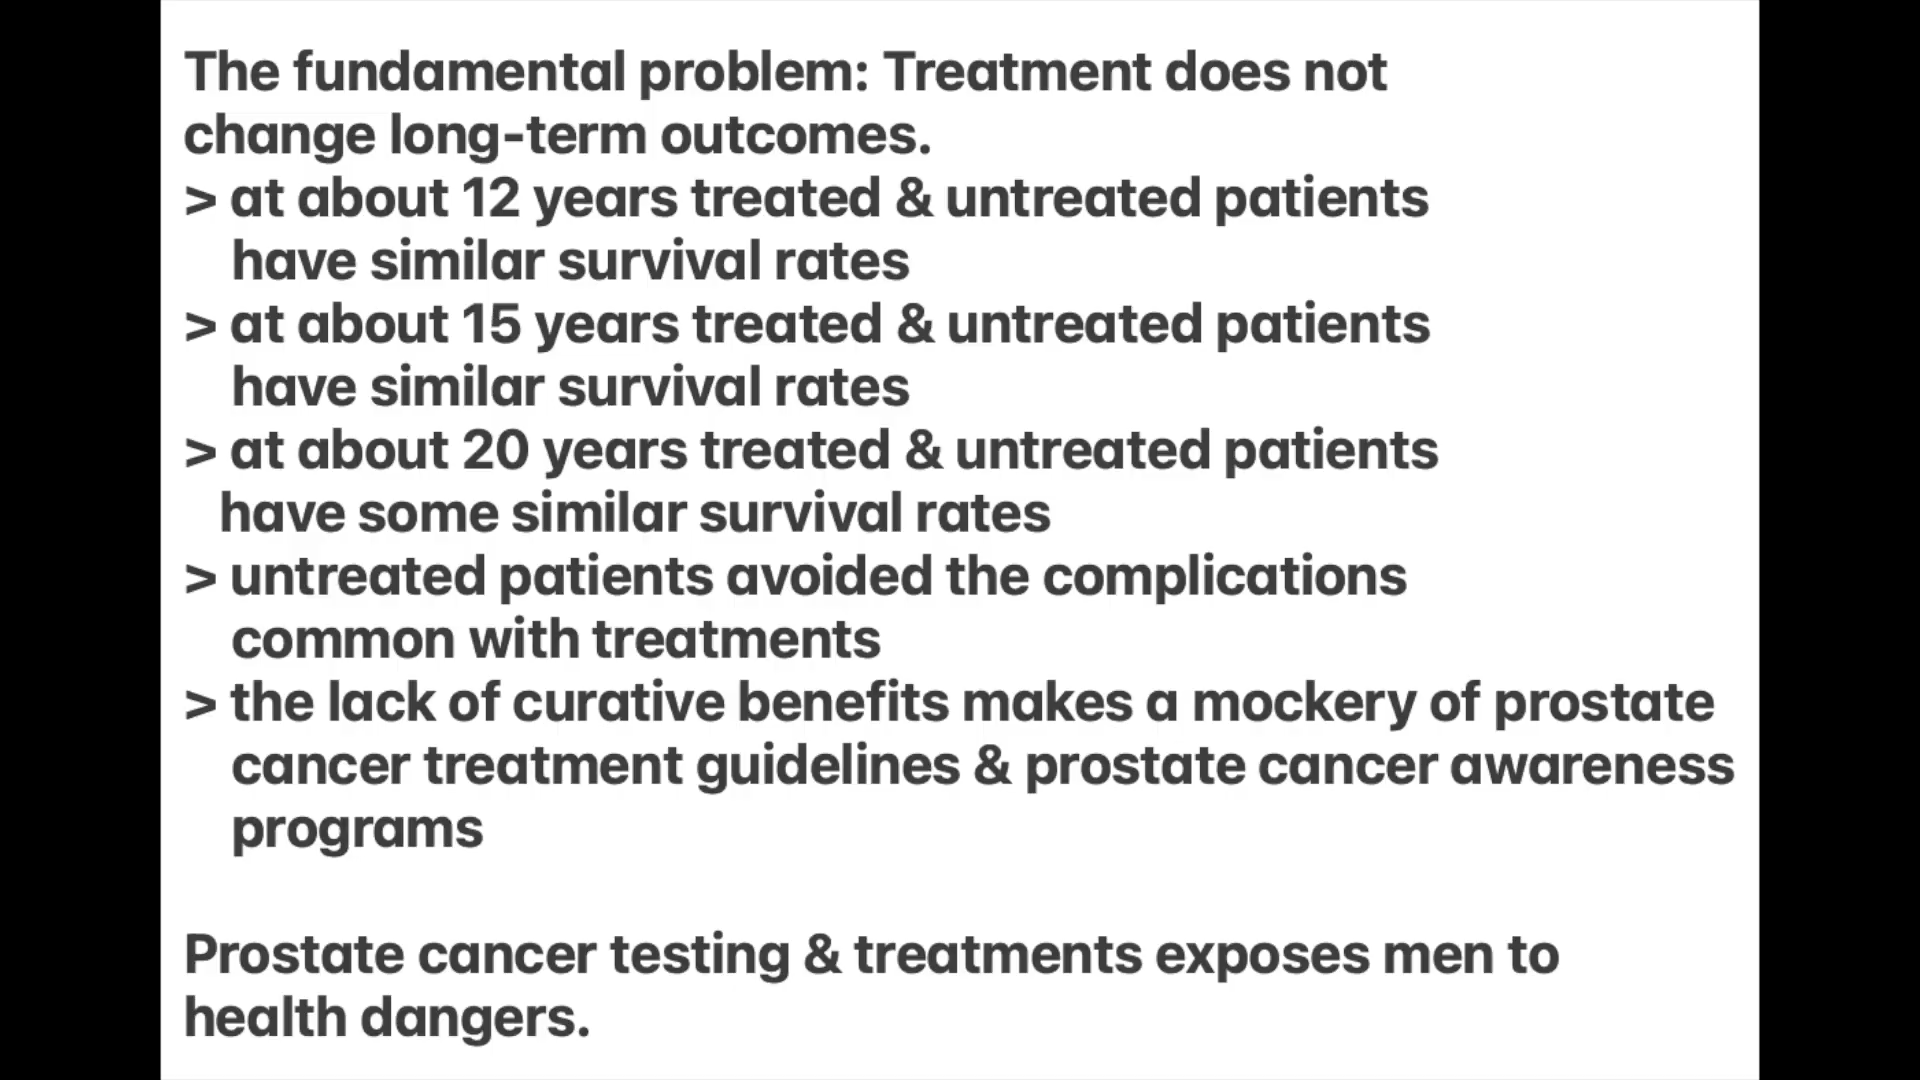 The fundamental problem: Treatment does not
change long-term outcomes.
> at about 12 years treated & untreated patients
have similar survival rates
> at about 15 years treated & untreated patients
have similar survival rates
> at about 20 years treated & untreated patients
have some similar survival rates
> untreated patients avoided the complications
common with treatments
> the lack of curative benefits makes a mockery of prostate
cancer treatment guidelines & prostate cancer awareness
programs
Prostate cancer testing & treatments exposes men to
health dangers.